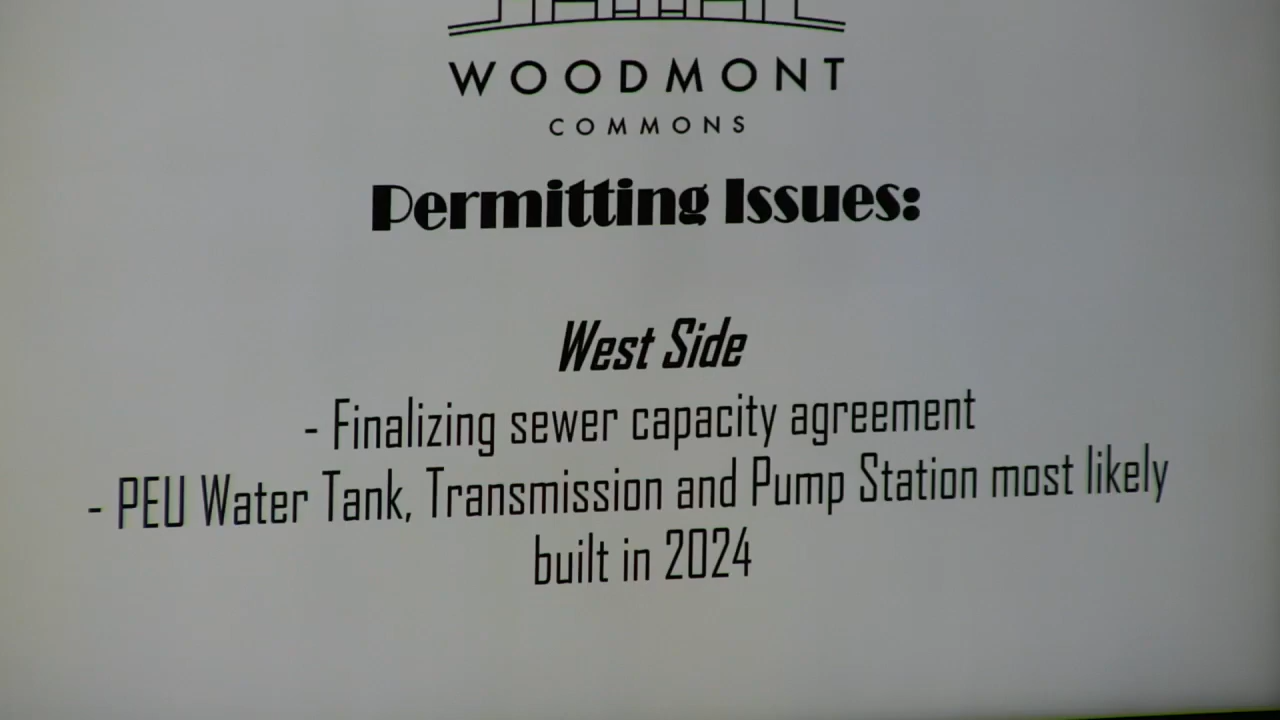 WOODMONT
COMMONS
Permitting Issues:
West Side
- Finalizing sewer capacity agreement
- PEU Water Tank, Transmission and Pump Station most likely
built in 2024